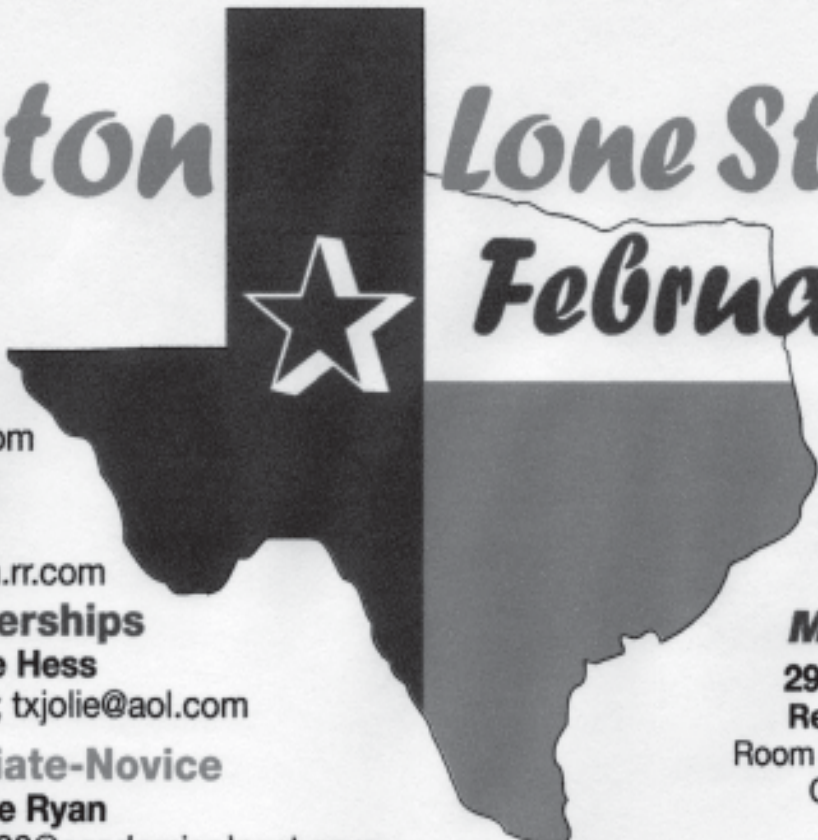 ton Lone St
Februa
om
.rr.com
erships
e Hess
; txjolie@aol.com
iate-Novice
e Ryan
M
29
Re
Room